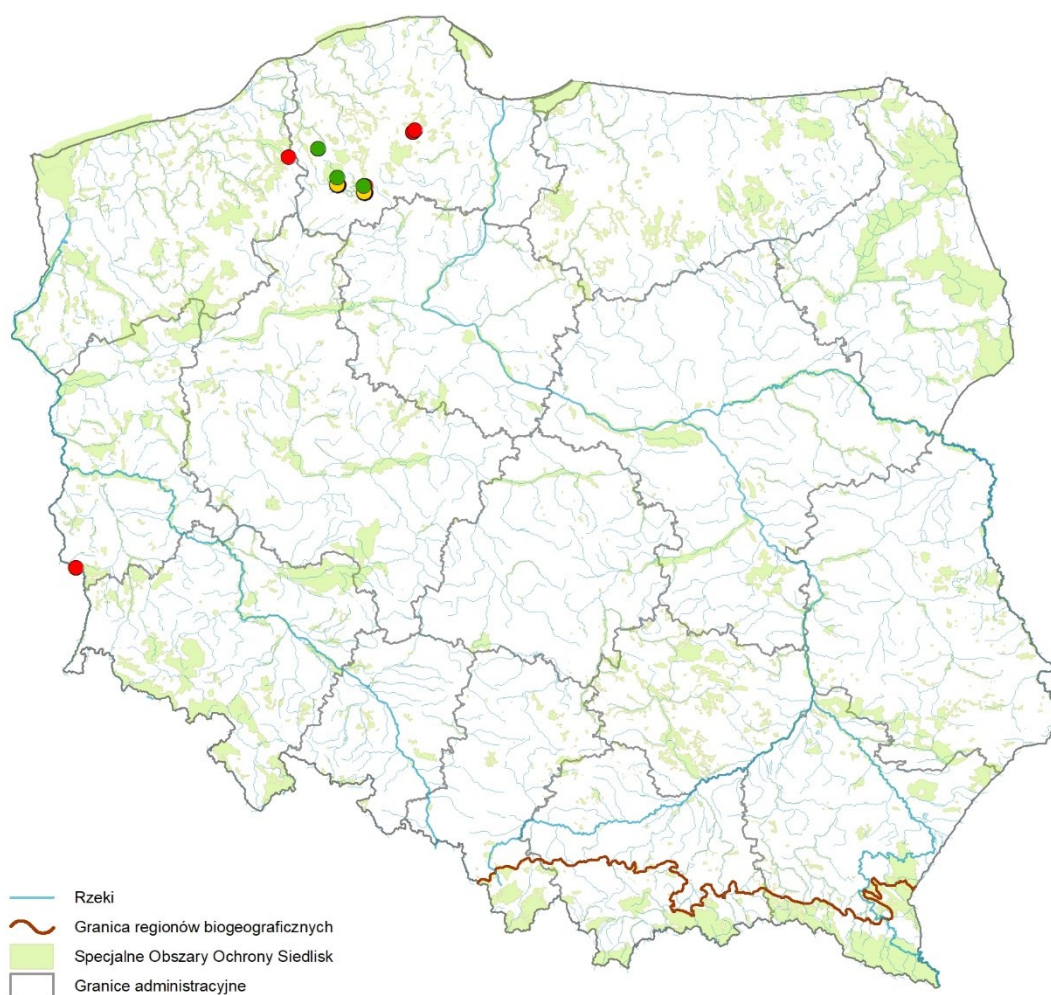 Rzeki
Granica regionów biogeograficznych
Specjalne Obszary Ochrony Siedlisk
Granice administracyjne